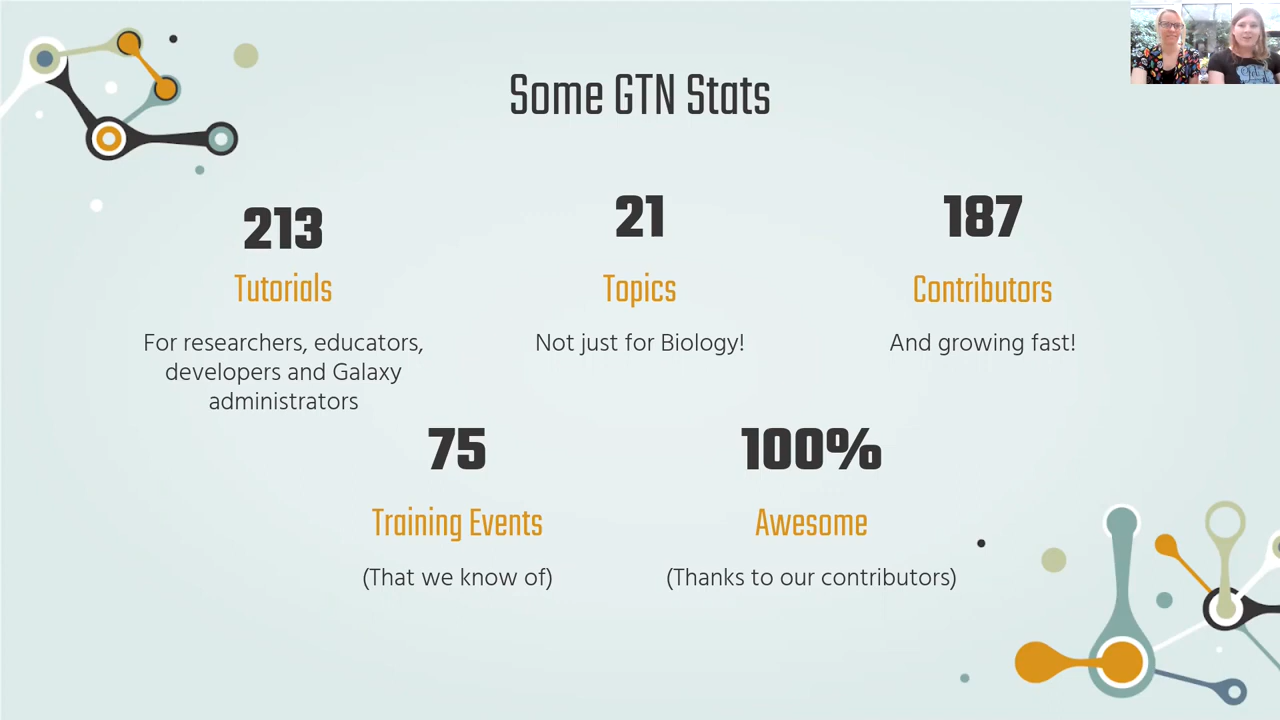 Some GTN Stats
213
Tutorials
For researchers, educators,
developers and Galaxy
administrators
21
Topics
Not just for Biology!
187
Contributors
And growing fast!
75
Training Events
(That we know of)
100%
Awesome
(Thanks to our contributors)